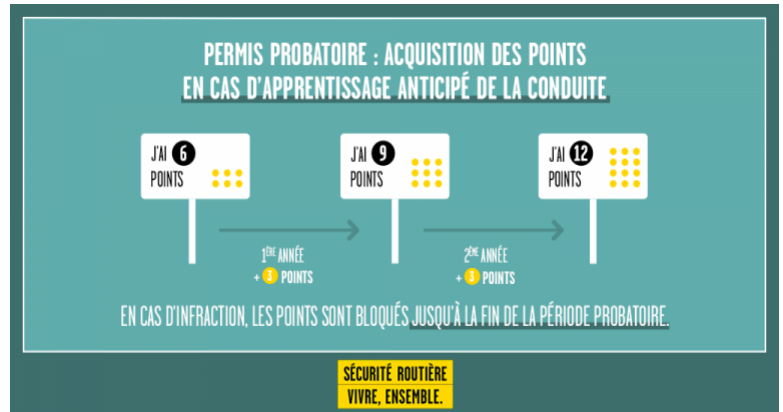 PERMIS PROBATOIRE : ACQUISITION DES POINTS
EN CAS D'APPRENTISSAGE ANTICIPÉ DE LA CONDUITE
J'AI 6
POINTS
J'AI 9
POINTS
J'AI 12
POINTS
1ÈRE ANNÉE
+ 3 POINTS
2ÈME ANNÉE
+ 3 POINTS
EN CAS D'INFRACTION, LES POINTS SONT BLOQUÉS JUSQU'À LA FIN DE LA PÉRIODE PROBATOIRE.
SÉCURITÉ ROUTIÈRE
VIVRE, ENSEMBLE.